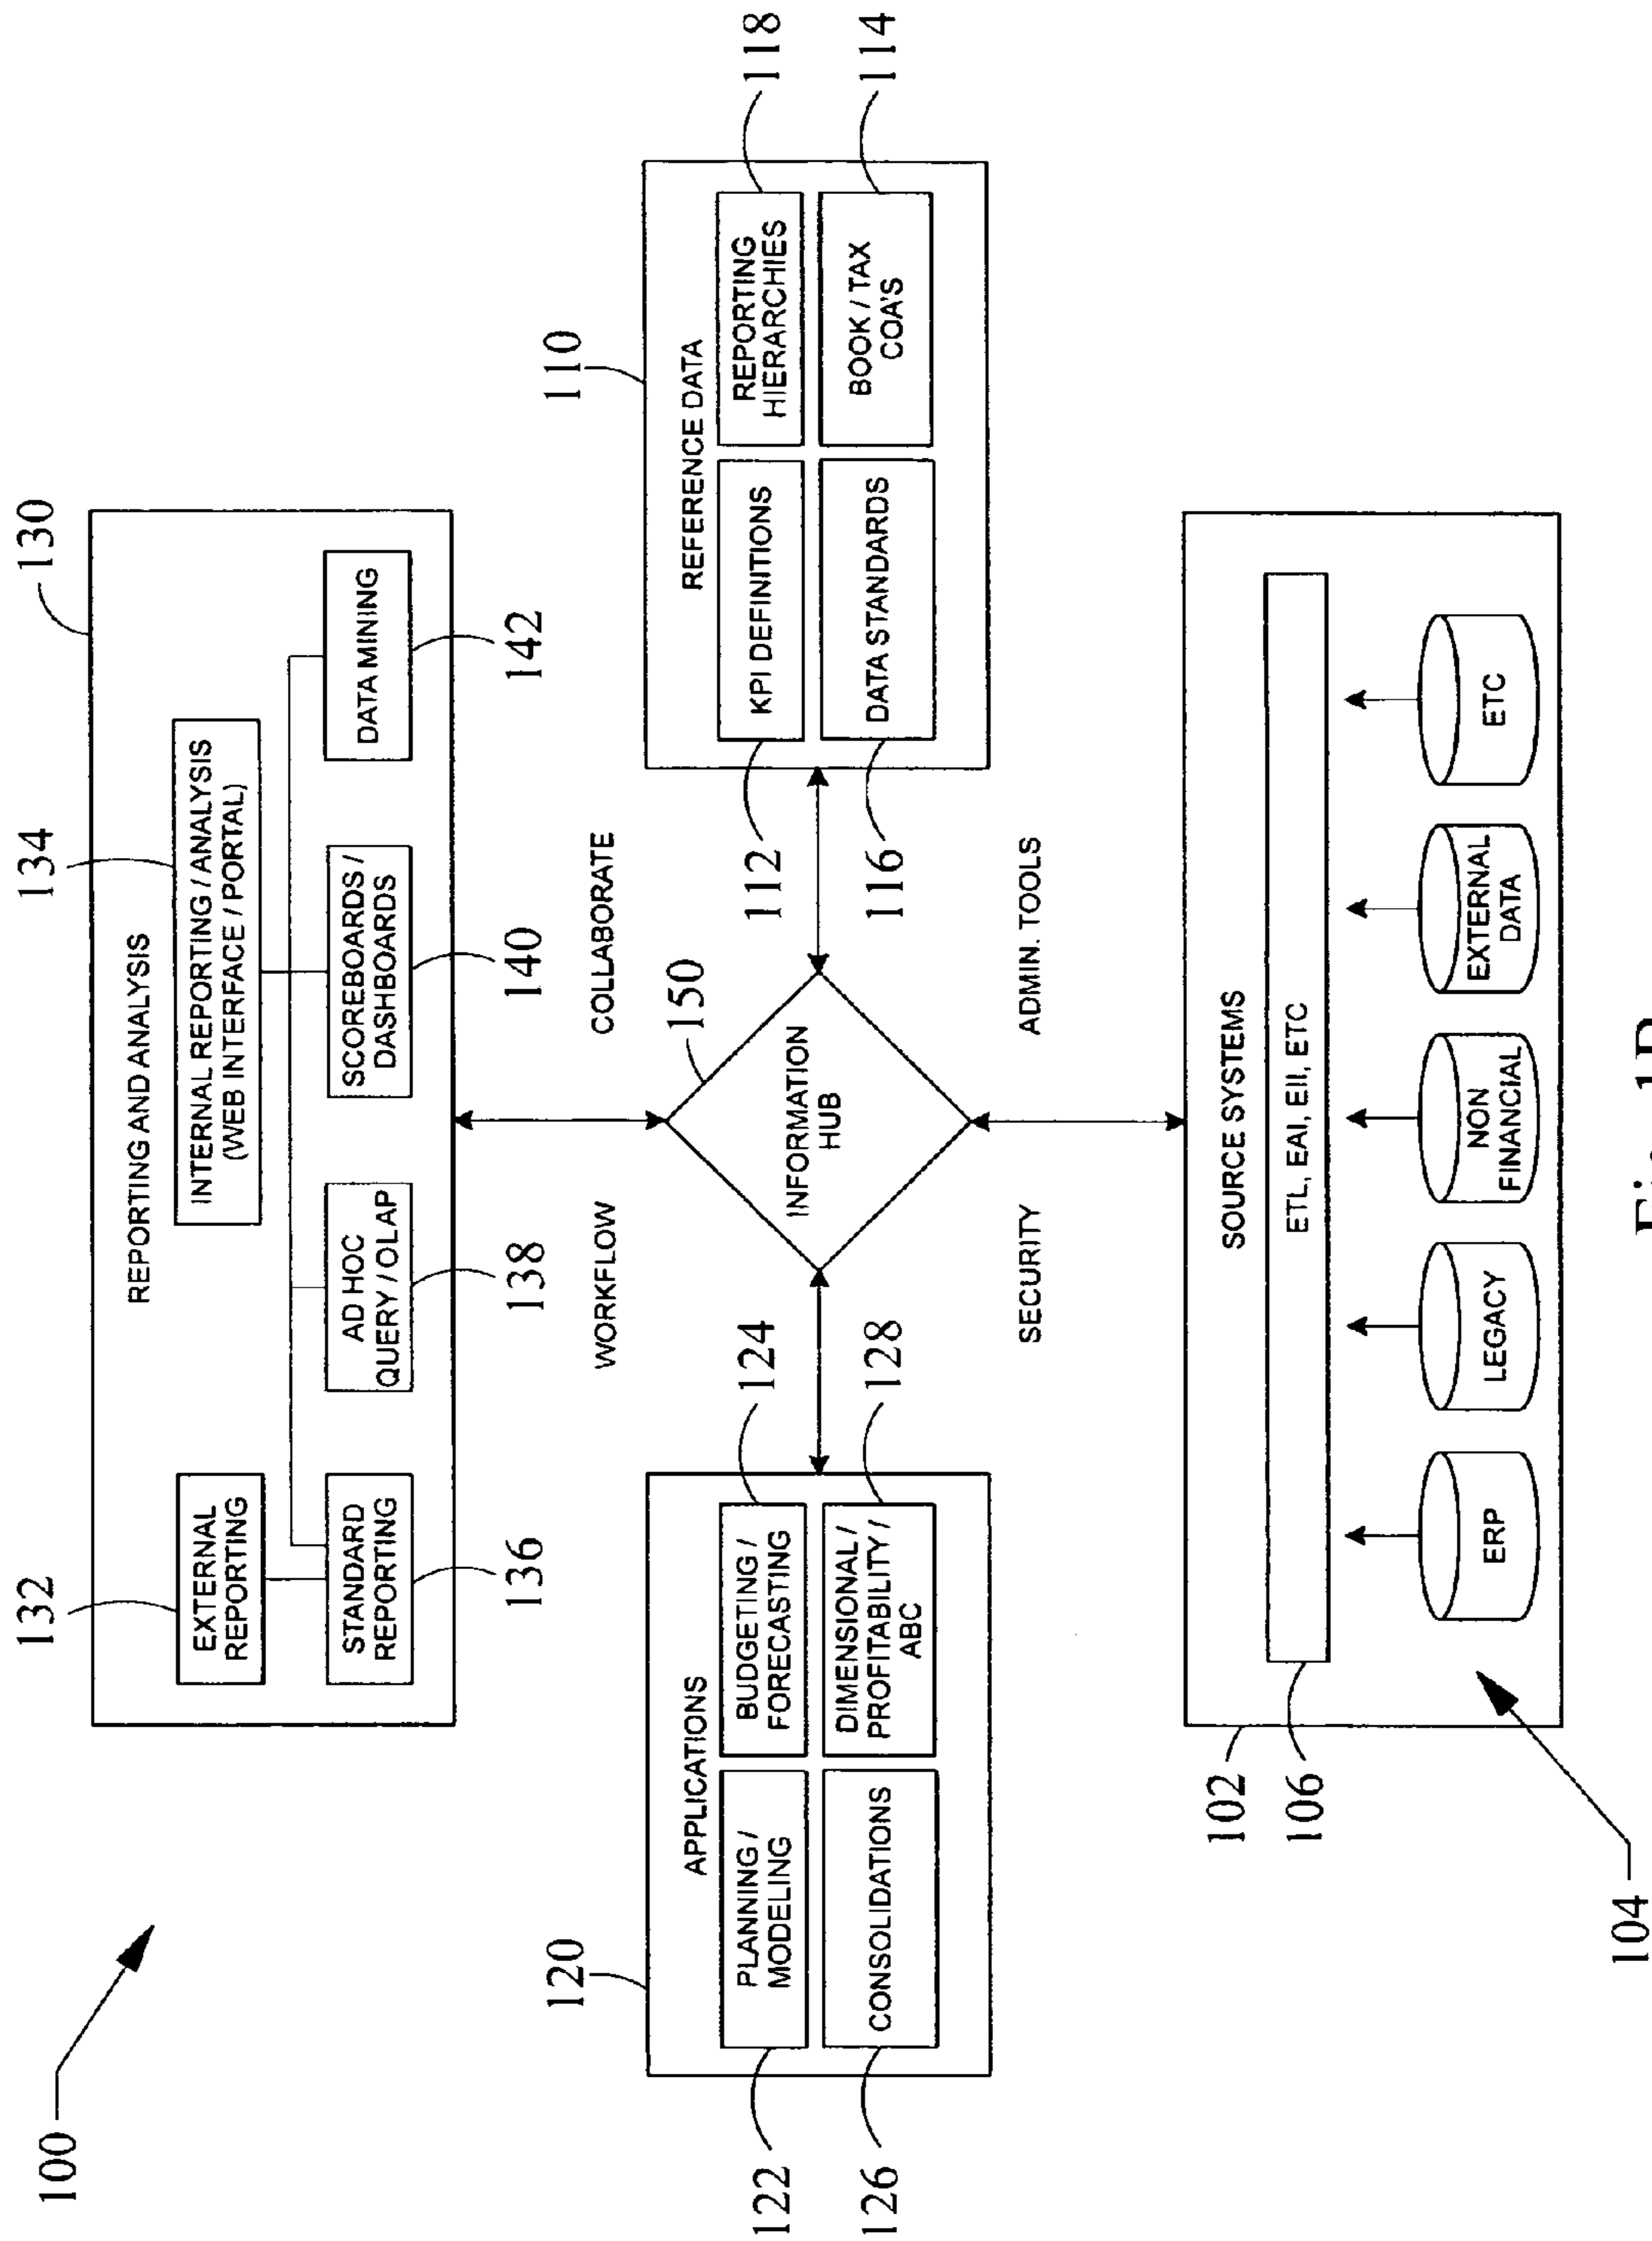 100
130
REPORTING AND ANALYSIS
132
134
EXTERNAL
REPORTING
INTERNAL REPORTING / ANALYSIS
(WEB INTERFACE / PORTAL)
STANDARD
REPORTING
AD HOC
QUERY / OLAP
SCOREBOARDS /
DASHBOARDS
DATA MINING
136
138
140
142
WORKFLOW
COLLABORATE
120
APPLICATIONS
PLANNING /
MODELING
BUDGETING /
FORECASTING
122
124
CONSOLIDATIONS
DIMENSIONAL /
PROFITABILITY /
ABC
126
128
150
INFORMATION
HUB
110
REFERENCE DATA
KPI DEFINITIONS
REPORTING
HIERARCHIES
112
118
DATA STANDARDS
BOOK / TAX
COA'S
116
114
SECURITY
ADMIN. TOOLS
102
SOURCE SYSTEMS
106
ETL, EAI, EII, ETC
ERP
LEGACY
NON
FINANCIAL
EXTERNAL
DATA
ETC
104